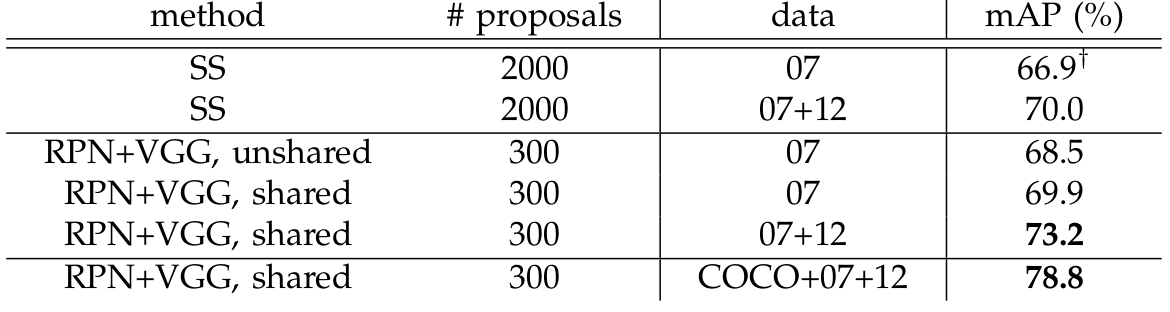 method # proposals data mAP (%)
SS 2000 07 66.9†
SS 2000 07+12 70.0
RPN+VGG, unshared 300 07 68.5
RPN+VGG, shared 300 07 69.9
RPN+VGG, shared 300 07+12 73.2
RPN+VGG, shared 300 COCO+07+12 78.8